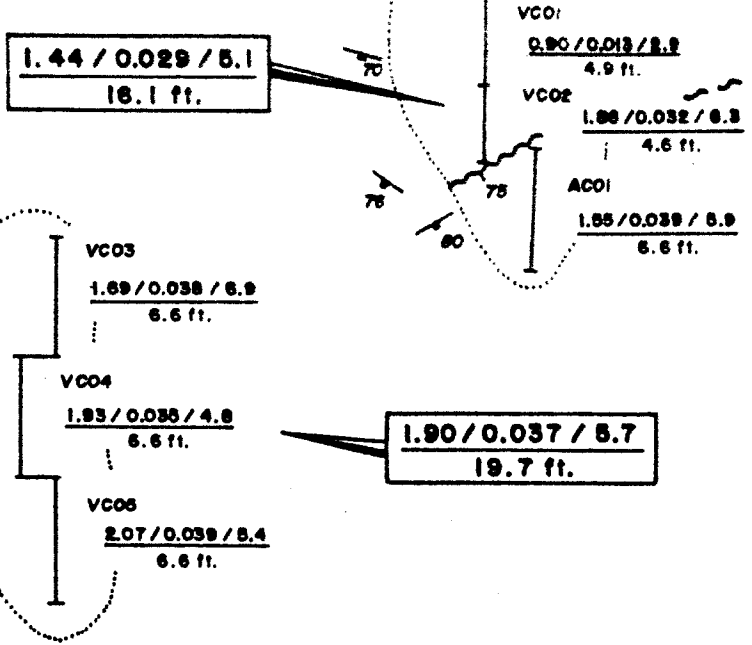 VC01
0.90 / 0.013 / 2.9
4.9 ft.
1.44 / 0.029 / 5.1
16.1 ft.
70
VC02
1.86 / 0.032 / 6.3
4.6 ft.
75
AC01
1.55 / 0.039 / 5.9
6.6 ft.
VC03
1.69 / 0.038 / 6.9
6.6 ft.
VC04
1.93 / 0.035 / 4.8
6.6 ft.
1.90 / 0.037 / 5.7
19.7 ft.
VC05
2.07 / 0.039 / 5.4
6.6 ft.